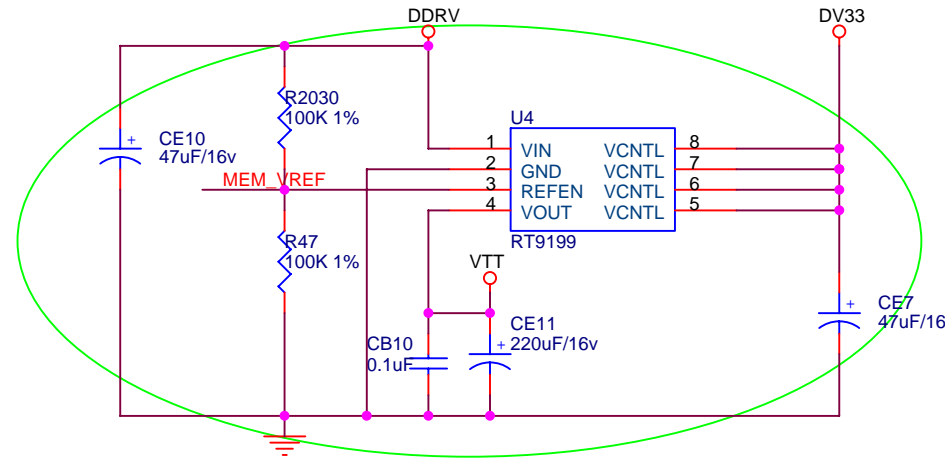 DDRV
DV33
R2030
100K 1%
U4
CE10
47uF/16v
1
VIN
VCNTL
8
2
GND
VCNTL
7
MEM_VREF
3
REFEN
VCNTL
6
4
VOUT
VCNTL
5
RT9199
R47
100K 1%
VTT
CE7
47uF/16
+
+
+
CE11
220uF/16v
CB10
0.1uF